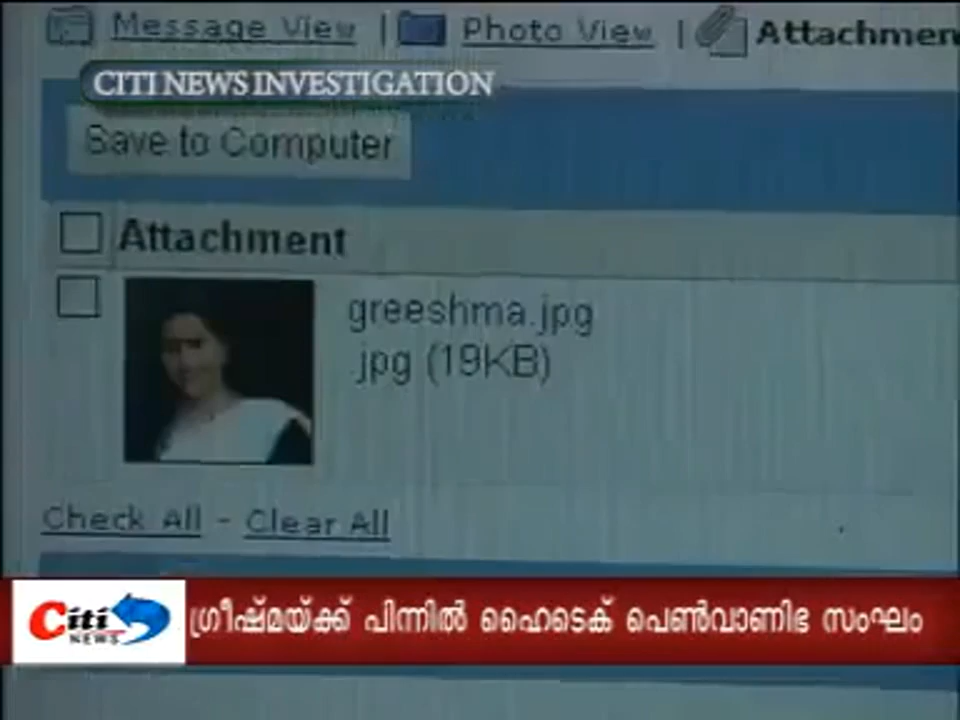 Message View | Photo View | Attachmen
CITI NEWS INVESTIGATION
Save to Computer
Attachment
greeshma.jpg
.jpg (19KB)
Check All - Clear All
Citi NEWS
ഗ്രീഷ്മയ്ക്ക് പിന്നിൽ ഹൈടെക് പെൺവാണിഭ സംഘം